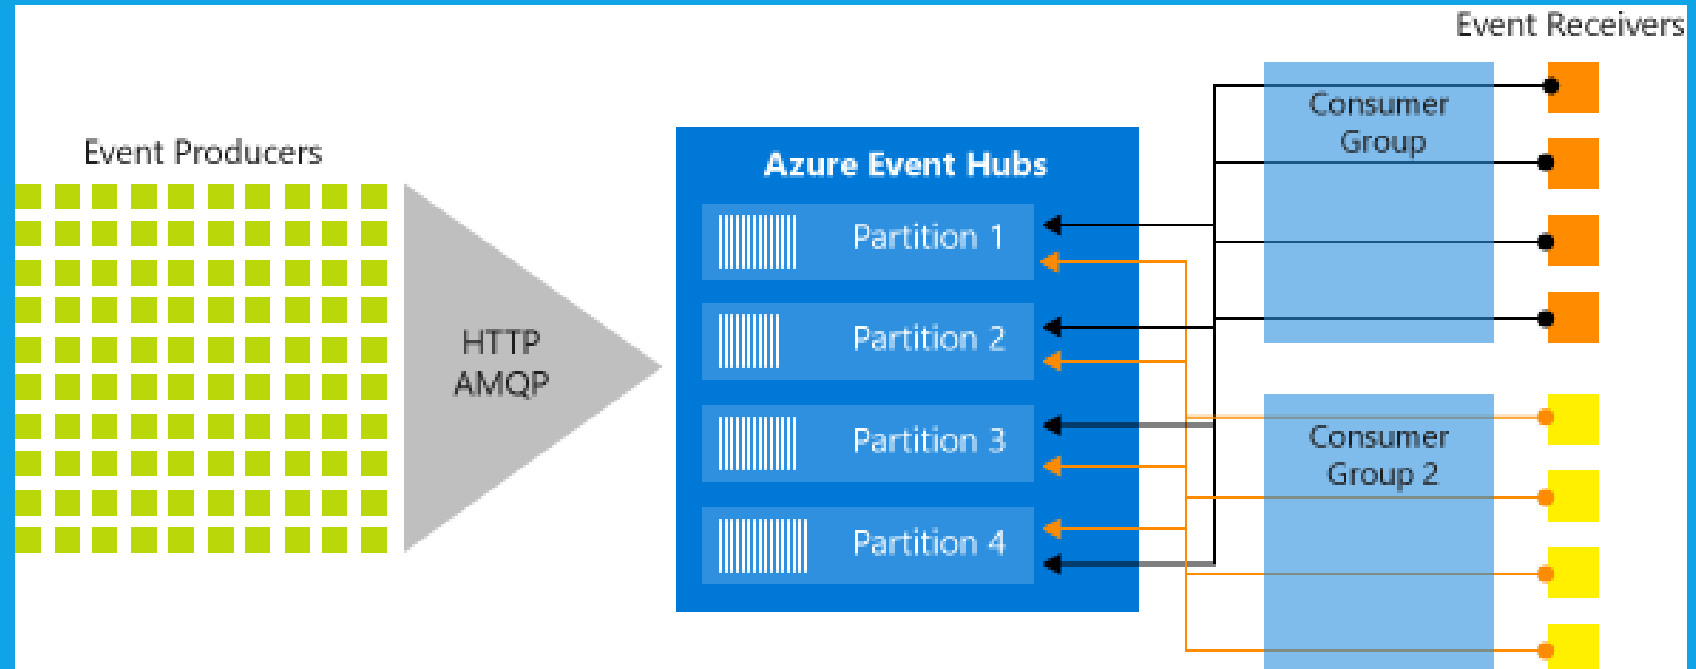 Event Receivers
Consumer
Group
Event Producers
Azure Event Hubs
Partition 1
Partition 2
HTTP
AMQP
Partition 3
Partition 4
Consumer
Group 2